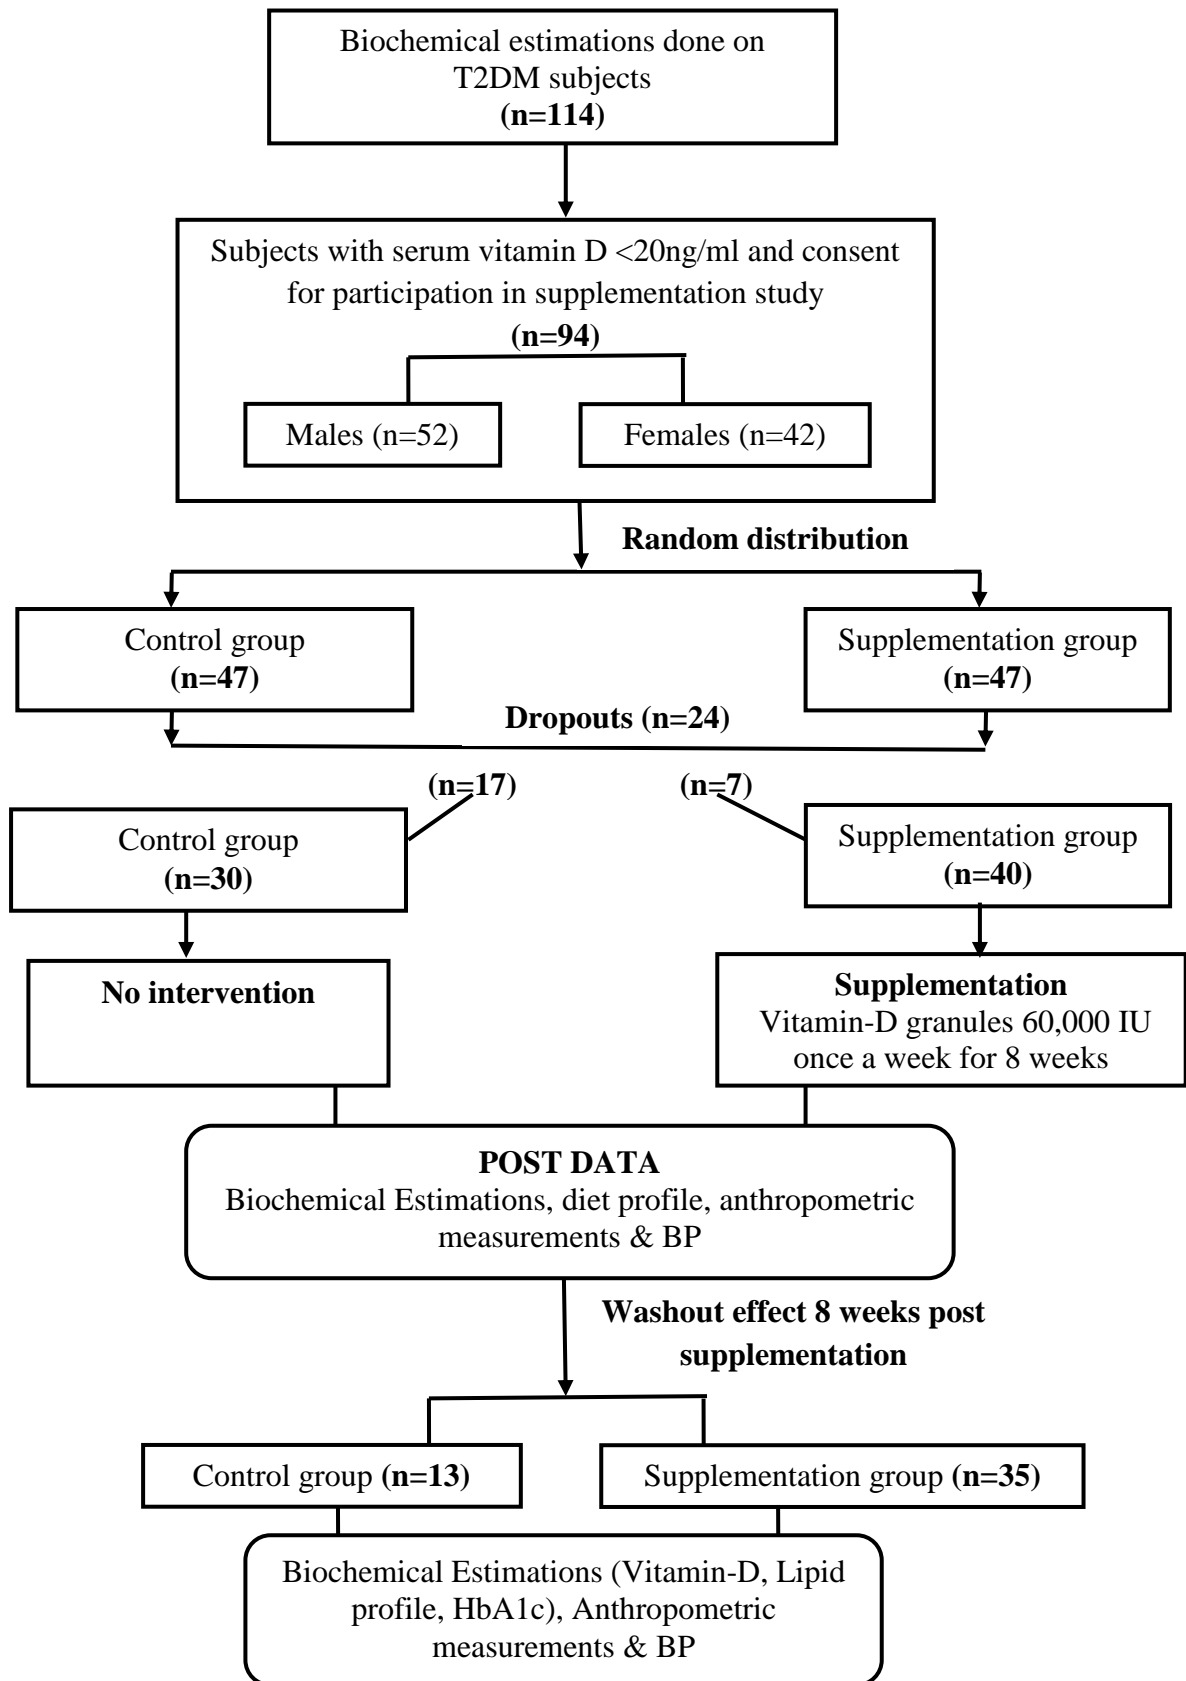 Biochemical estimations done on
T2DM subjects
(n=114)
Subjects with serum vitamin D <20ng/ml and consent
for participation in supplementation study
(n=94)
Males (n=52)
Females (n=42)
Random distribution
Control group
(n=47)
Supplementation group
(n=47)
Dropouts (n=24)
(n=17)
(n=7)
Control group
(n=30)
Supplementation group
(n=40)
No intervention
Supplementation
Vitamin-D granules 60,000 IU
once a week for 8 weeks
POST DATA
Biochemical Estimations, diet profile, anthropometric
measurements & BP
Washout effect 8 weeks post
supplementation
Control group (n=13)
Supplementation group (n=35)
Biochemical Estimations (Vitamin-D, Lipid
profile, HbA1c), Anthropometric
measurements & BP